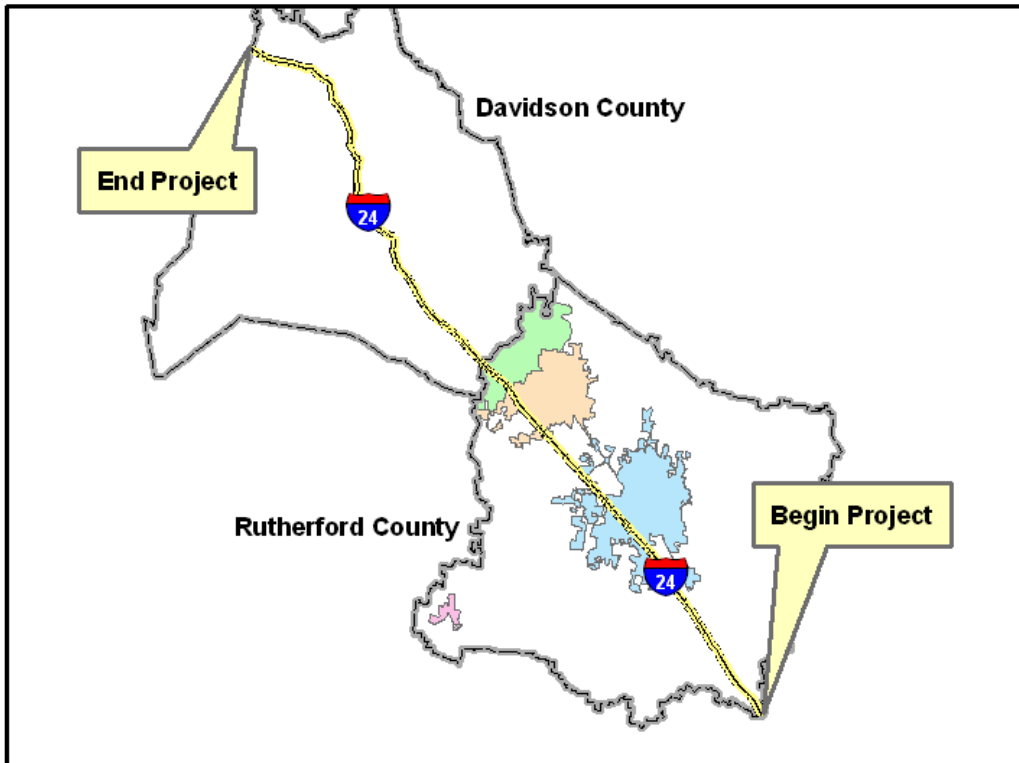 Davidson County
End Project
24
Begin Project
Rutherford County
24